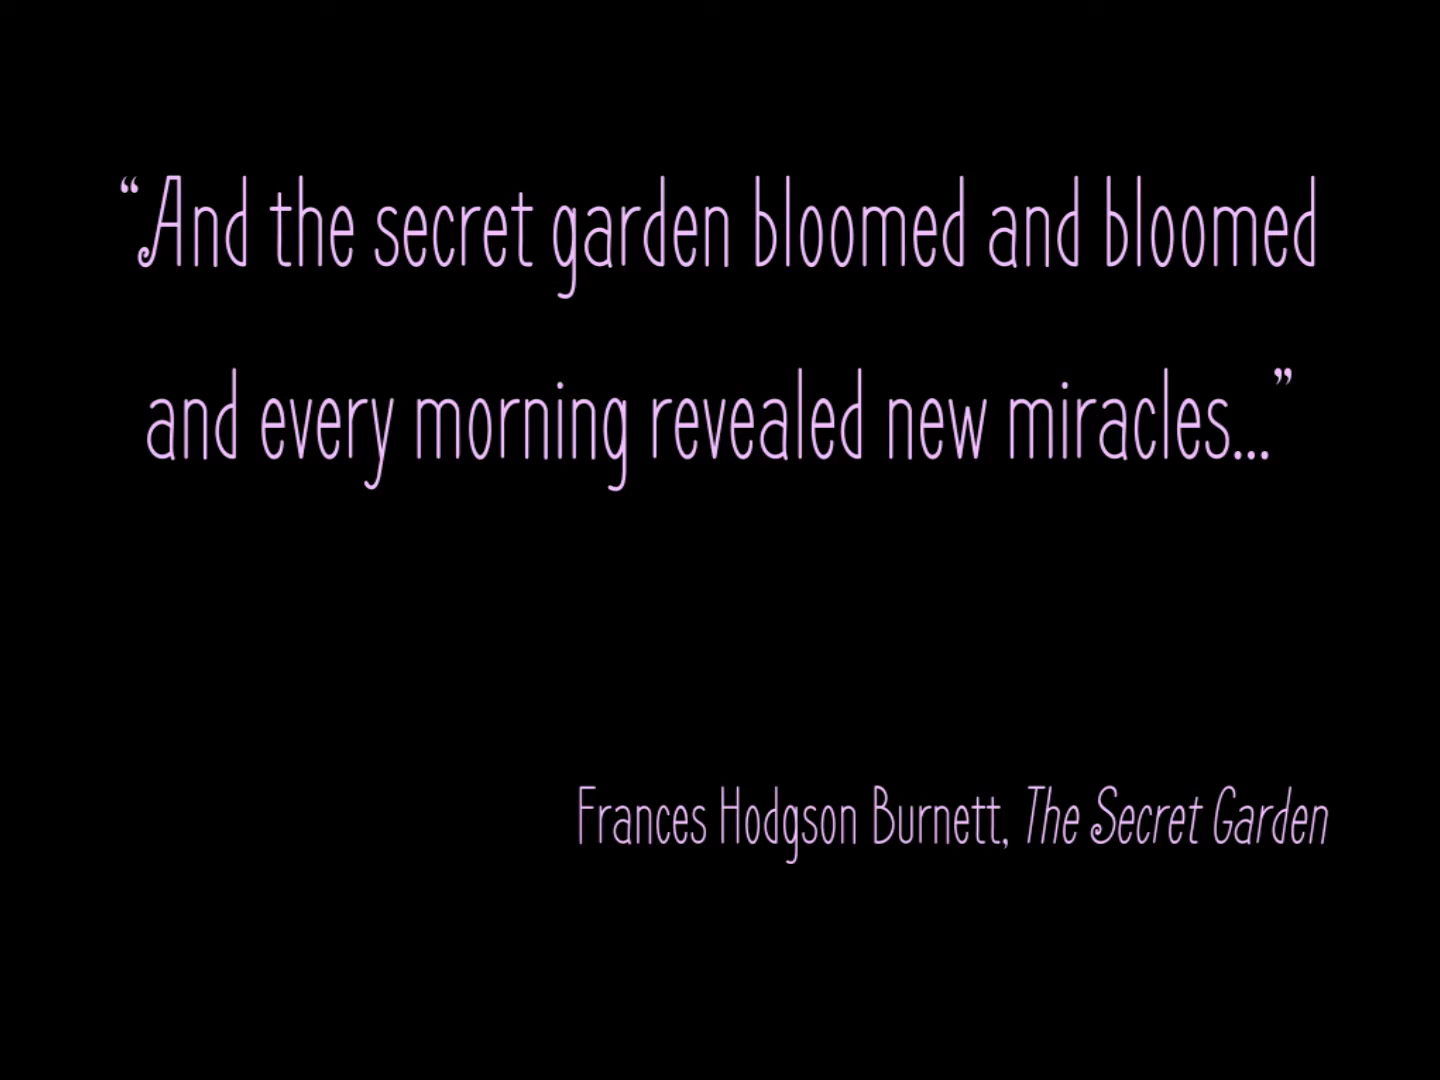 “And the secret garden bloomed and bloomed
and every morning revealed new miracles...”
Frances Hodgson Burnett, The Secret Garden